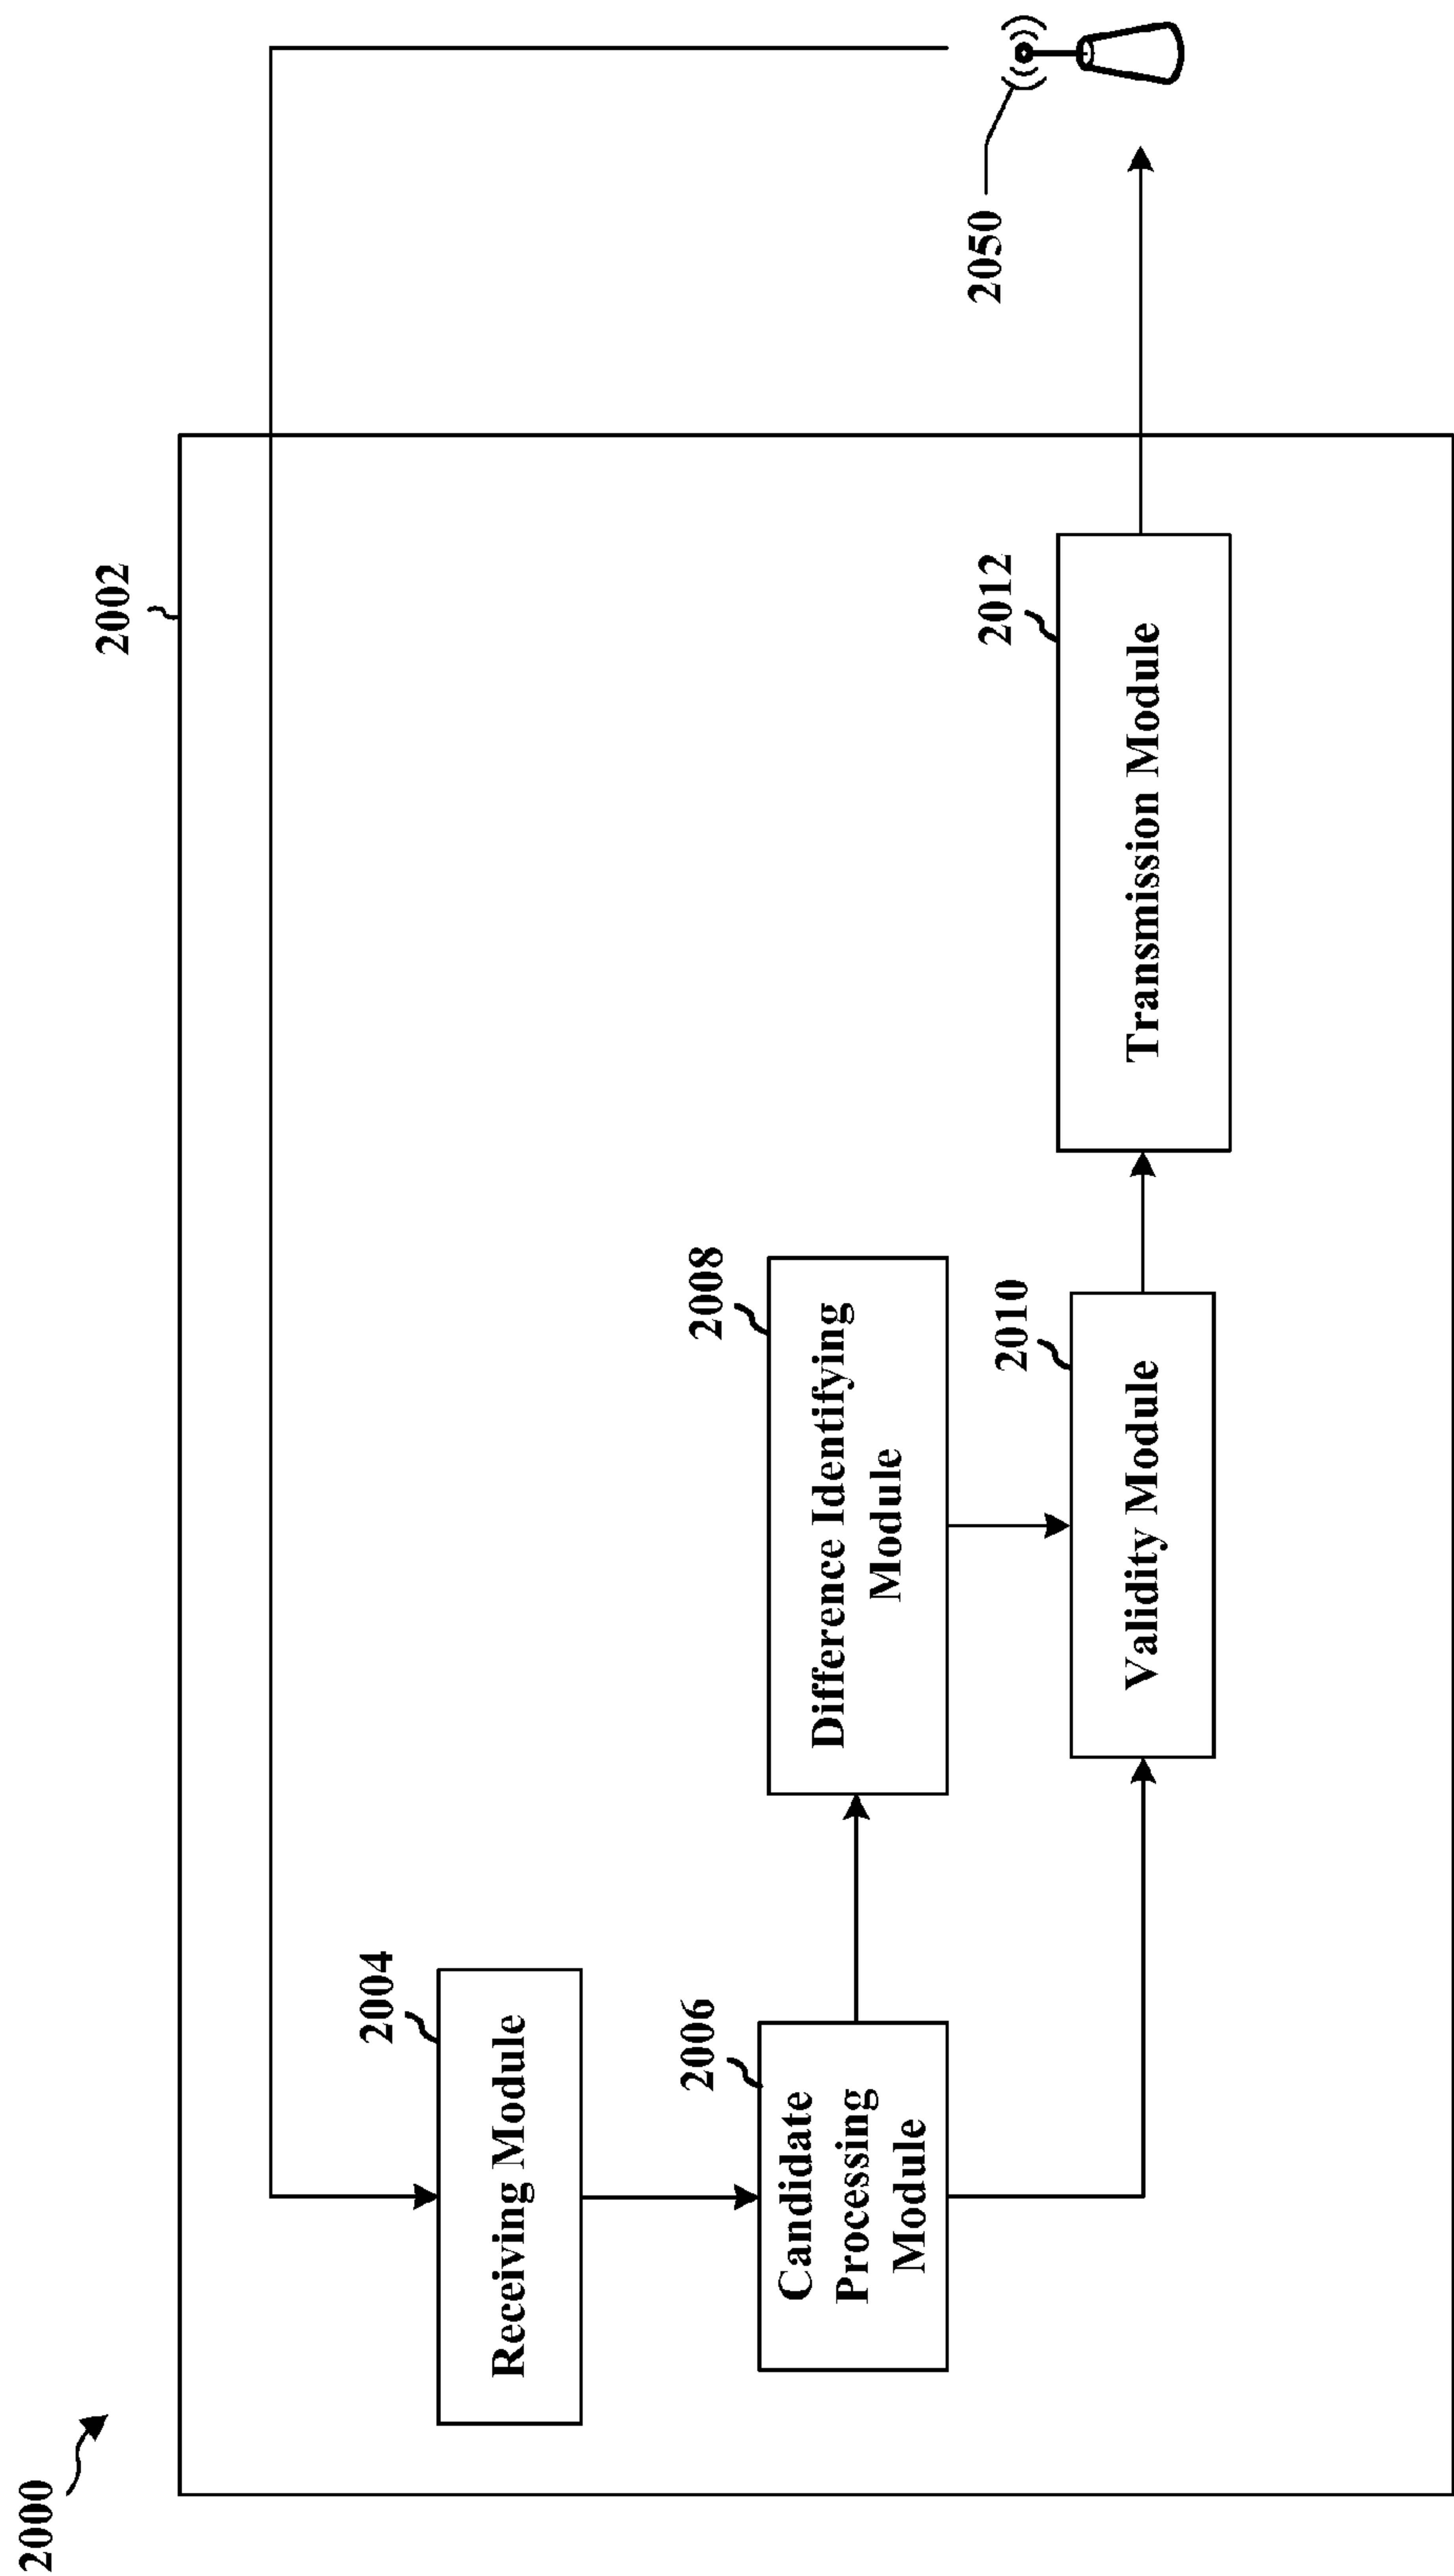 2000
2002
2004
Receiving Module
2006
Candidate
Processing
Module
2008
Difference Identifying
Module
2010
Validity Module
2012
Transmission Module
2050